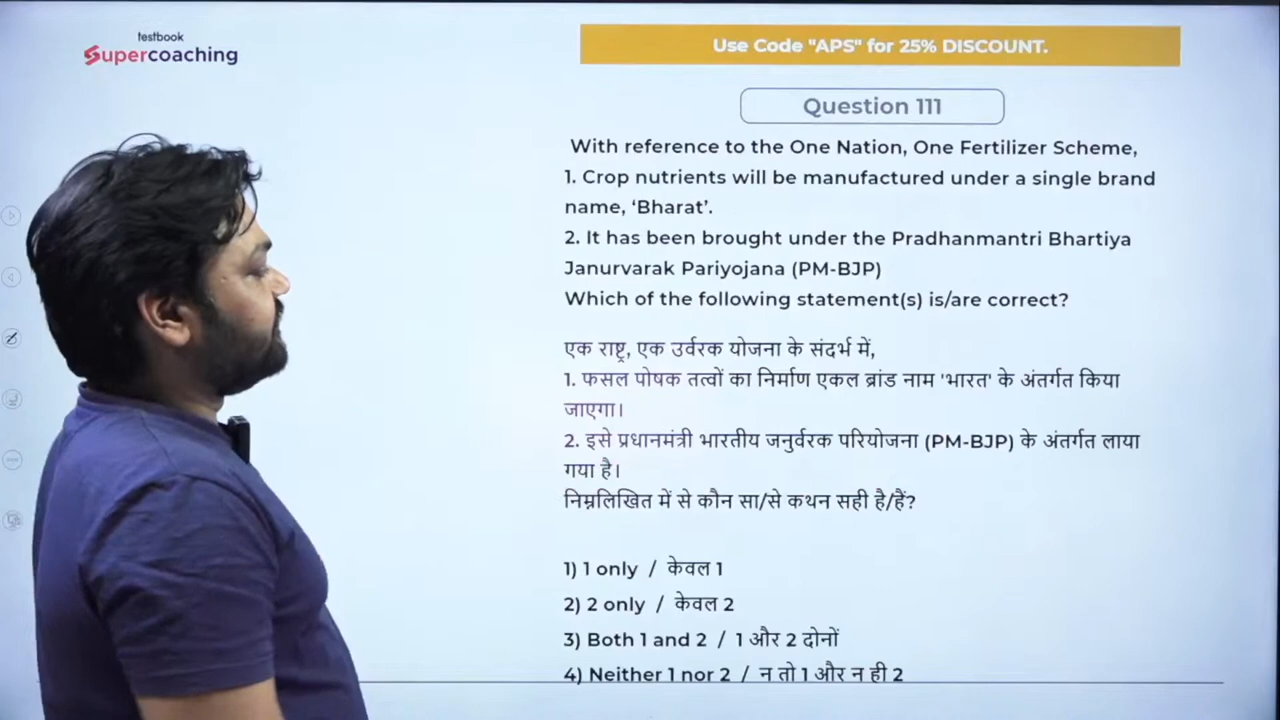 testbook
Supercoaching
Use Code "APS" for 25% DISCOUNT.
Question 111
With reference to the One Nation, One Fertilizer Scheme,
1. Crop nutrients will be manufactured under a single brand
name, ‘Bharat’.
2. It has been brought under the Pradhanmantri Bhartiya
Janurvarak Pariyojana (PM-BJP)
Which of the following statement(s) is/are correct?
एक राष्ट्र, एक उर्वरक योजना के संदर्भ में,
1. फसल पोषक तत्वों का निर्माण एकल ब्रांड नाम 'भारत' के अंतर्गत किया
जाएगा।
2. इसे प्रधानमंत्री भारतीय जनुर्वरक परियोजना (PM-BJP) के अंतर्गत लाया
गया है।
निम्नलिखित में से कौन सा/से कथन सही है/हैं?
1) 1 only / केवल 1
2) 2 only / केवल 2
3) Both 1 and 2 / 1 और 2 दोनों
4) Neither 1 nor 2 / न तो 1 और न ही 2